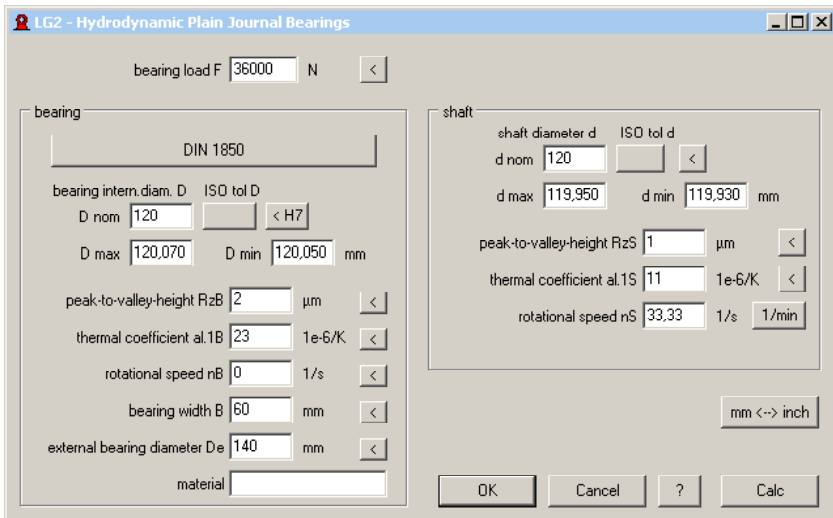 LG2 - Hydrodynamic Plain Journal Bearings
bearing load F 36000 N <
bearing
DIN 1850
bearing intern.diam. D ISO tol D
D nom 120 < H7
D max 120,070 D min 120,050 mm
peak-to-valley-height RzB 2 µm <
thermal coefficient al.1B 23 1e-6/K <
rotational speed nB 0 1/s <
bearing width B 60 mm <
external bearing diameter De 140 mm <
material
shaft
shaft diameter d ISO tol d
d nom 120 <
d max 119,950 d min 119,930 mm
peak-to-valley-height RzS 1 µm <
thermal coefficient al.1S 11 1e-6/K <
rotational speed nS 33,33 1/s 1/min
mm <--> inch
OK Cancel ? Calc